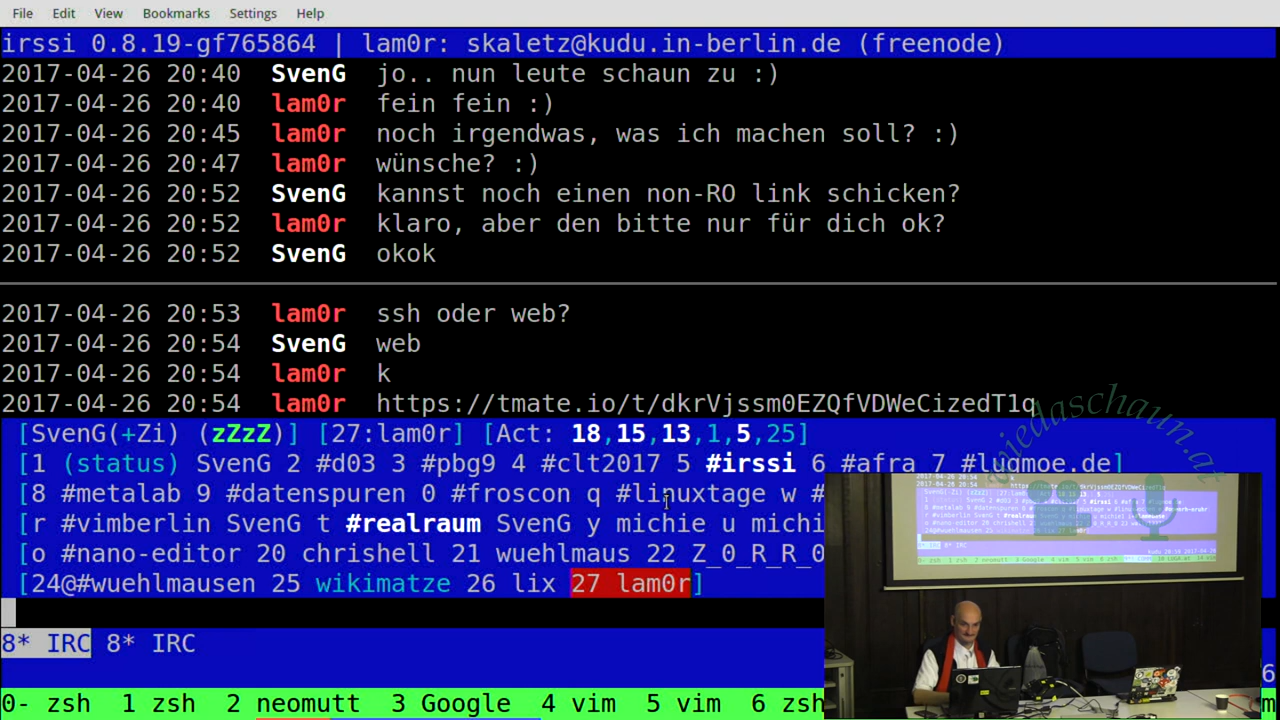 File Edit View Bookmarks Settings Help
irssi 0.8.19-gf765864 | lam0r: skaletz@kudu.in-berlin.de (freenode)
2017-04-26 20:40 SvenG jo.. nun leute schaun zu :)
2017-04-26 20:40 lam0r fein fein :)
2017-04-26 20:45 lam0r noch irgendwas, was ich machen soll? :)
2017-04-26 20:47 lam0r wünsche? :)
2017-04-26 20:52 SvenG kannst noch einen non-RO link schicken?
2017-04-26 20:52 lam0r klaro, aber den bitte nur für dich ok?
2017-04-26 20:52 SvenG okok
2017-04-26 20:53 lam0r ssh oder web?
2017-04-26 20:54 SvenG web
2017-04-26 20:54 lam0r k
2017-04-26 20:54 lam0r https://tmate.io/t/dkrVjssm0EZQfVDWeCizedT1q
[SvenG(+Zi) (zZzZ)] [27:lam0r] [Act: 18,15,13,1,5,25]
[1 (status) SvenG 2 #d03 3 #pbg9 4 #clt2017 5 #irssi 6 #afra 7 #lugmoe.de]
[8 #metalab 9 #datenspuren 0 #froscon q #linuxtage w #
[r #vimberlin SvenG t #realraum SvenG y michie u michi
[o #nano-editor 20 chrishell 21 wuehlmaus 22 Z_0_R_R_0
[24@#wuehlmausen 25 wikimatze 26 lix 27 lam0r]
8* IRC 8* IRC
6
0- zsh 1 zsh 2 neomutt 3 Google 4 vim 5 vim 6 zsh
wiedaschaun.at